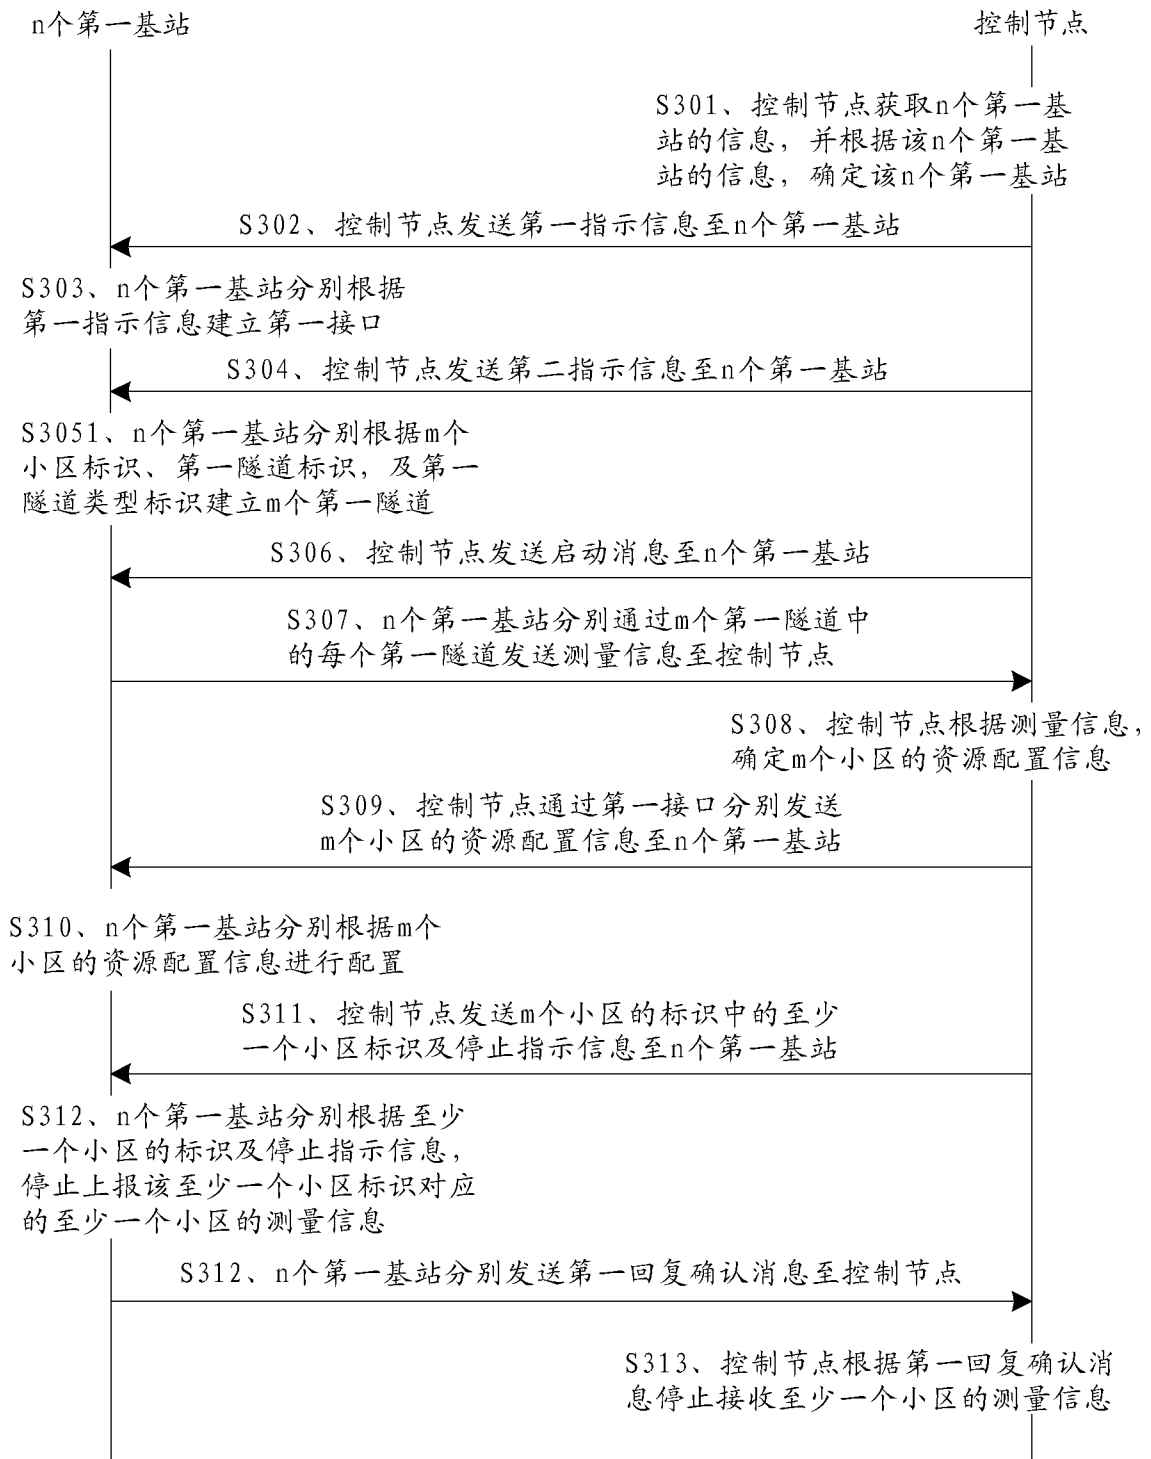 n个第一基站
控制节点
S301、控制节点获取n个第一基
站的信息，并根据该n个第一基
站的信息，确定该n个第一基站
S302、控制节点发送第一指示信息至n个第一基站
S303、n个第一基站分别根据
第一指示信息建立第一接口
S304、控制节点发送第二指示信息至n个第一基站
S3051、n个第一基站分别根据m个
小区标识、第一隧道标识，及第一
隧道类型标识建立m个第一隧道
S306、控制节点发送启动消息至n个第一基站
S307、n个第一基站分别通过m个第一隧道中
的每个第一隧道发送测量信息至控制节点
S308、控制节点根据测量信息，
确定m个小区的资源配置信息
S309、控制节点通过第一接口分别发送
m个小区的资源配置信息至n个第一基站
S310、n个第一基站分别根据m个
小区的资源配置信息进行配置
S311、控制节点发送m个小区的标识中的至少
一个小区标识及停止指示信息至n个第一基站
S312、n个第一基站分别根据至少
一个小区的标识及停止指示信息，
停止上报该至少一个小区标识对应
的至少一个小区的测量信息
S312、n个第一基站分别发送第一回复确认消息至控制节点
S313、控制节点根据第一回复确认消
息停止接收至少一个小区的测量信息